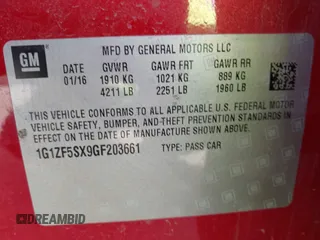 GM
MFD BY GENERAL MOTORS LLC
GVWR GAWR FRT GAWR RR
01/16 1910 KG 1021 KG 889 KG
4211 LB 2251 LB 1960 LB
THIS VEHICLE CONFORMS TO ALL APPLICABLE U.S. FEDERAL MOTOR
VEHICLE SAFETY, BUMPER, AND THEFT PREVENTION STANDARDS
IN EFFECT ON THE DATE OF MANUFACTURE SHOWN ABOVE.
1G1ZF5SX9GF203661 TYPE: PASS CAR
DREAMBID